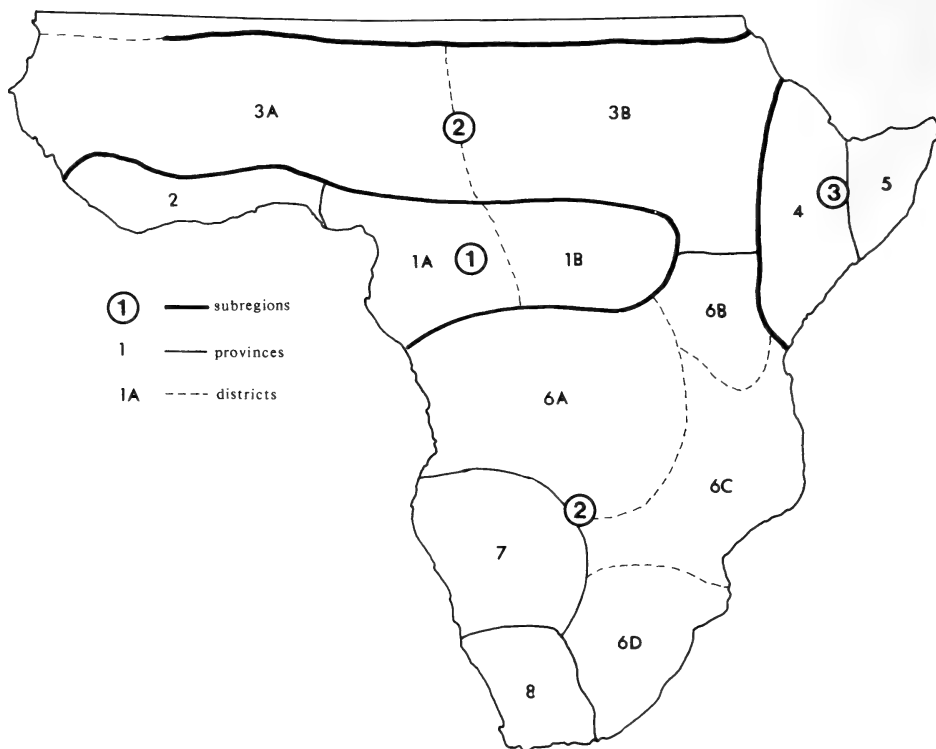 3A
2
3B
2
3
4
5
1A
1
1B
6B
1 subregions
1 provinces
1A districts
6A
6C
2
7
6D
8